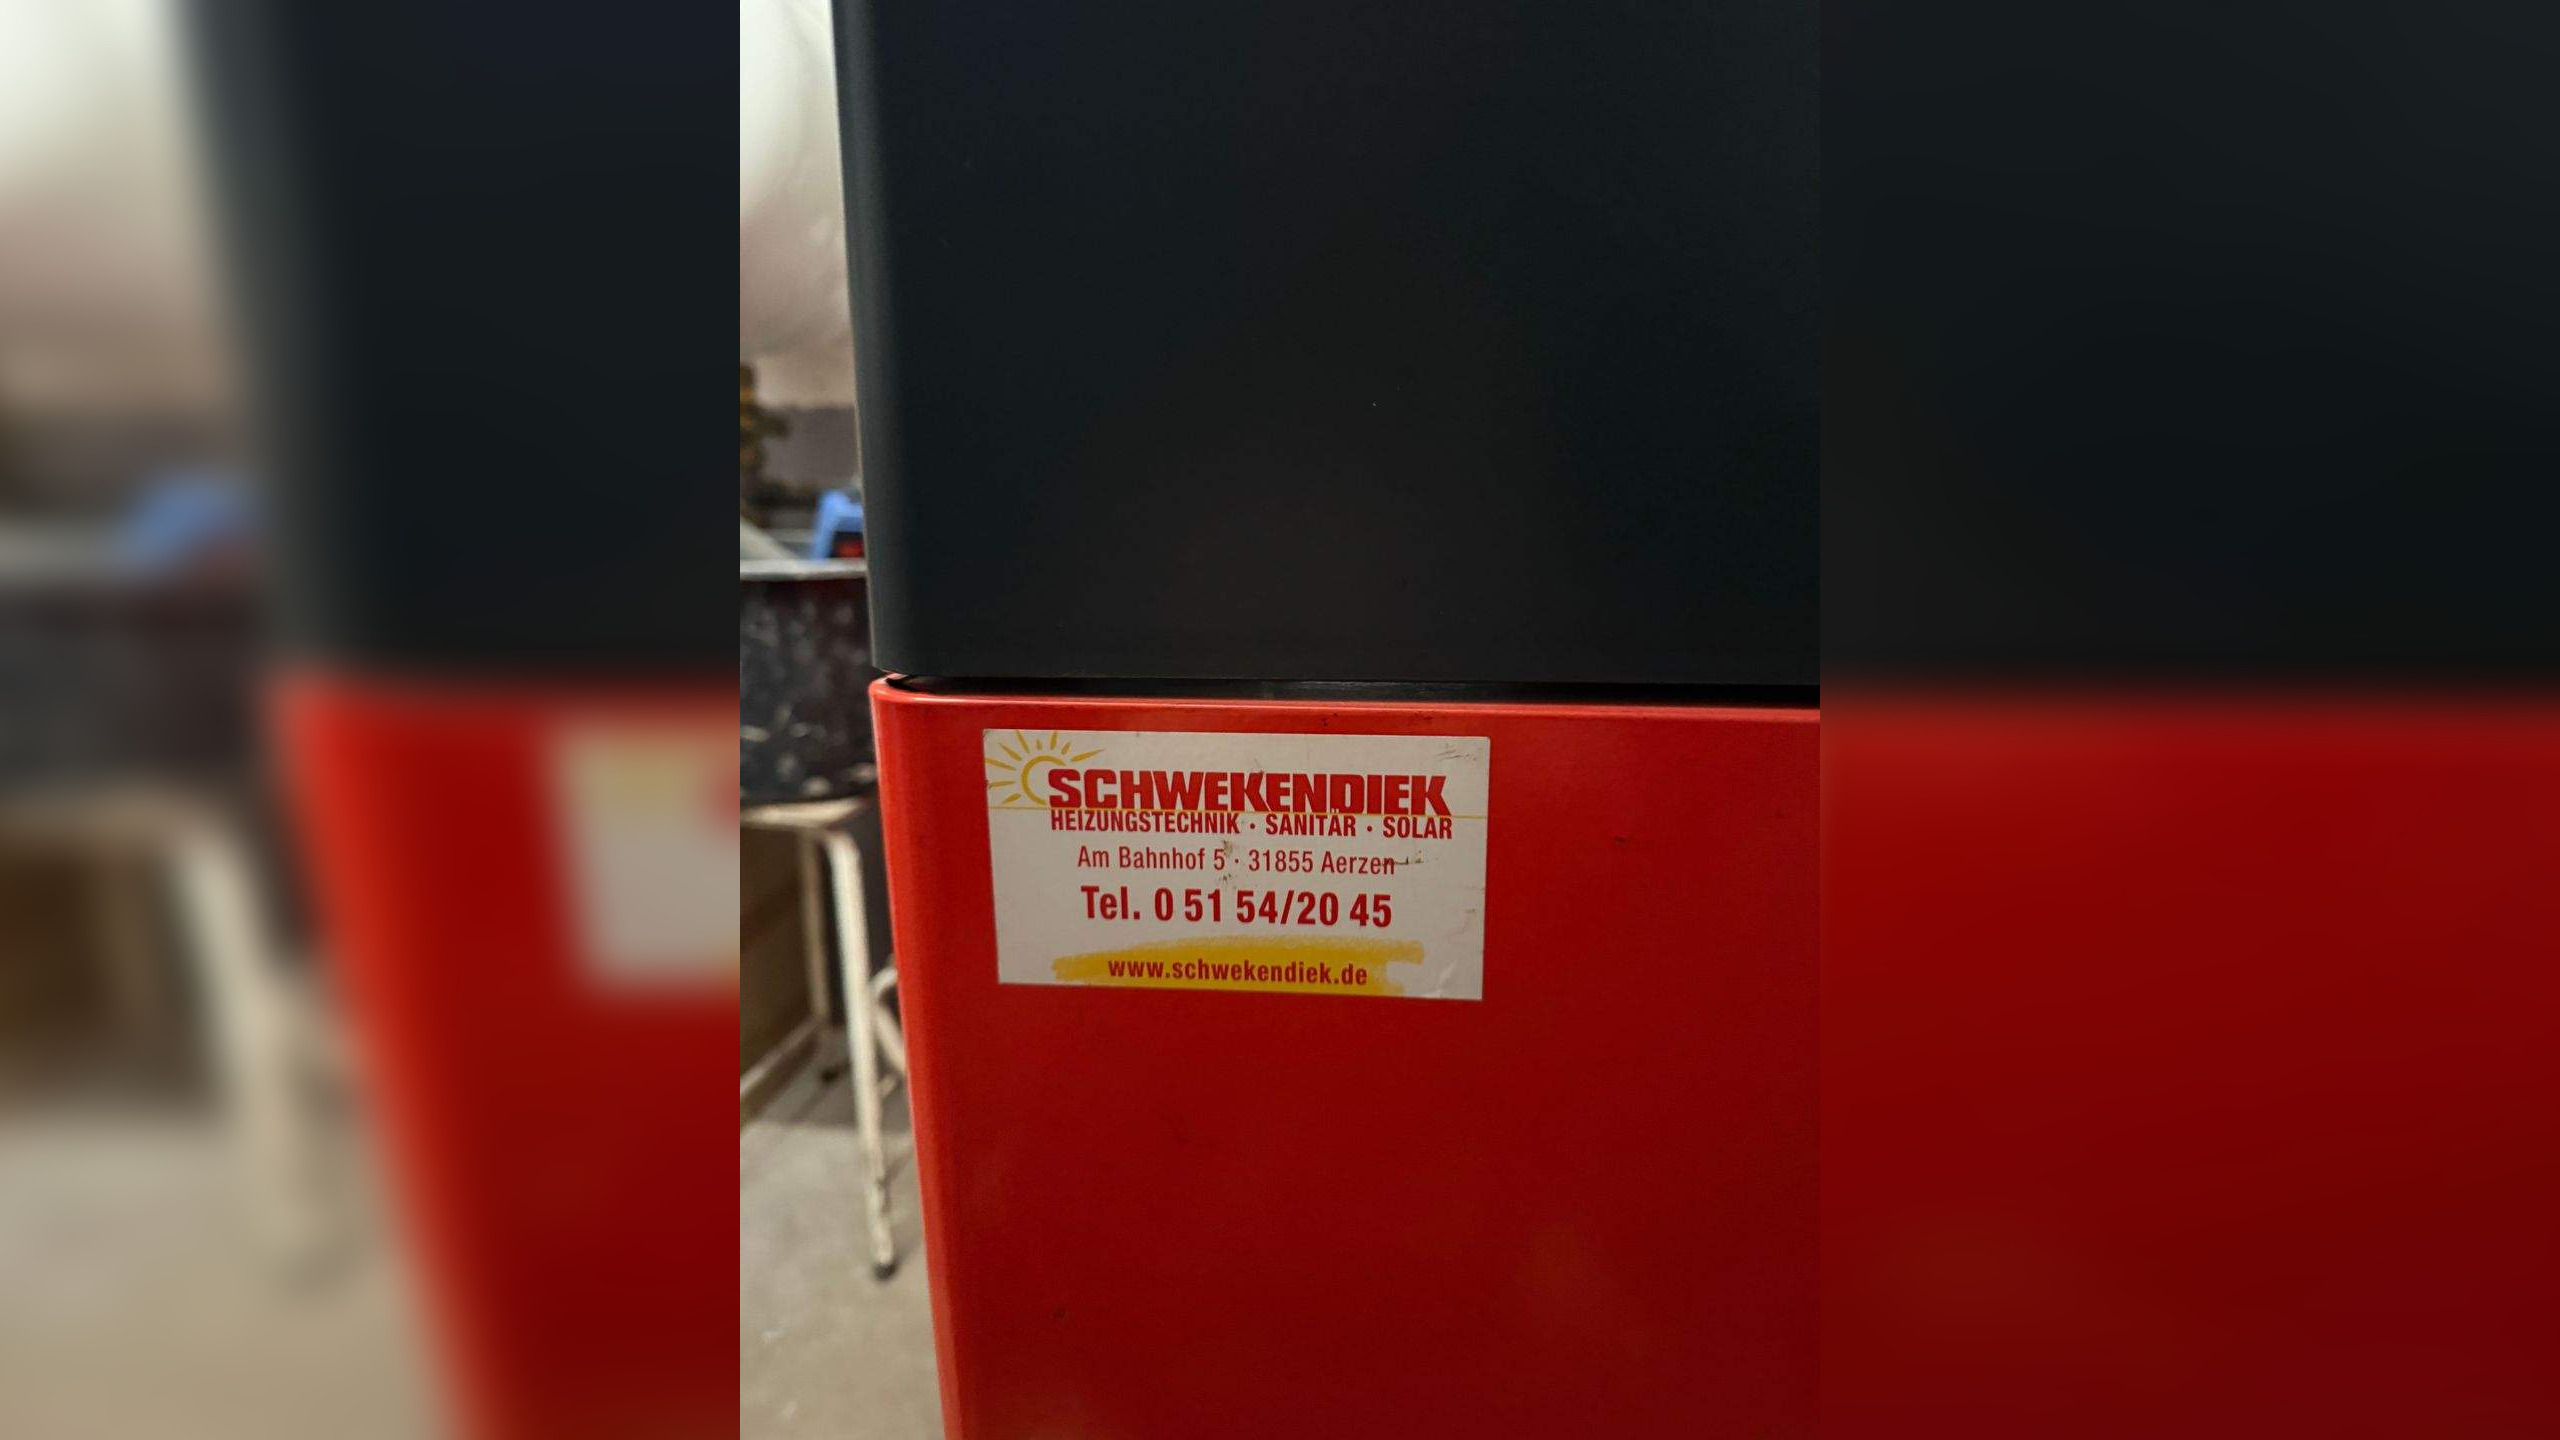 SCHWEKENDIEK
HEIZUNGSTECHNIK · SANITÄR · SOLAR
Am Bahnhof 5 · 31855 Aerzen
Tel. 0 51 54/20 45
www.schwekendiek.de